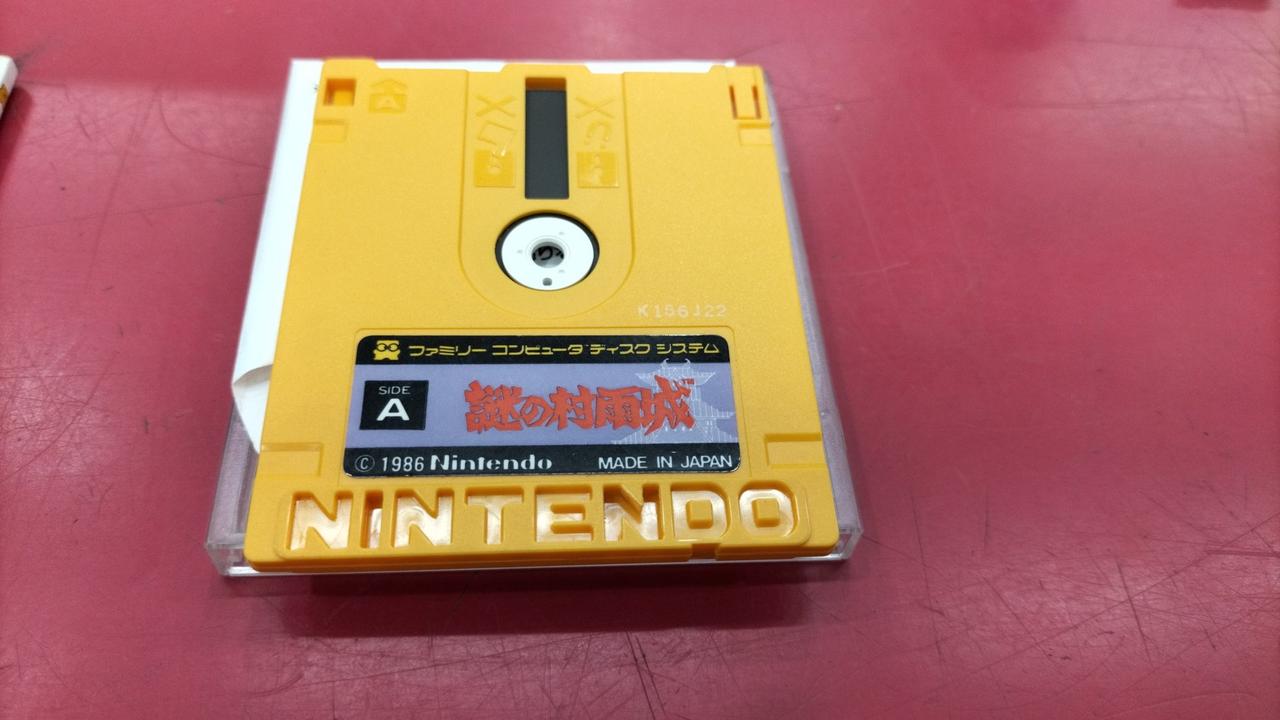 A
K156J22
ファミリーコンピュータ ディスク システム
SIDE
A
謎の村雨城
© 1986 Nintendo MADE IN JAPAN
NINTENDO